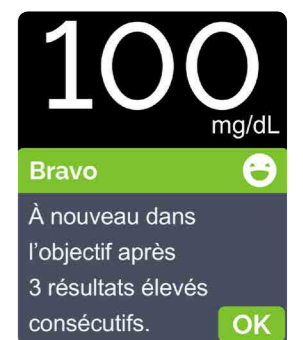 100
mg/dL
Bravo
À nouveau dans
l'objectif après
3 résultats élevés
consécutifs.
OK